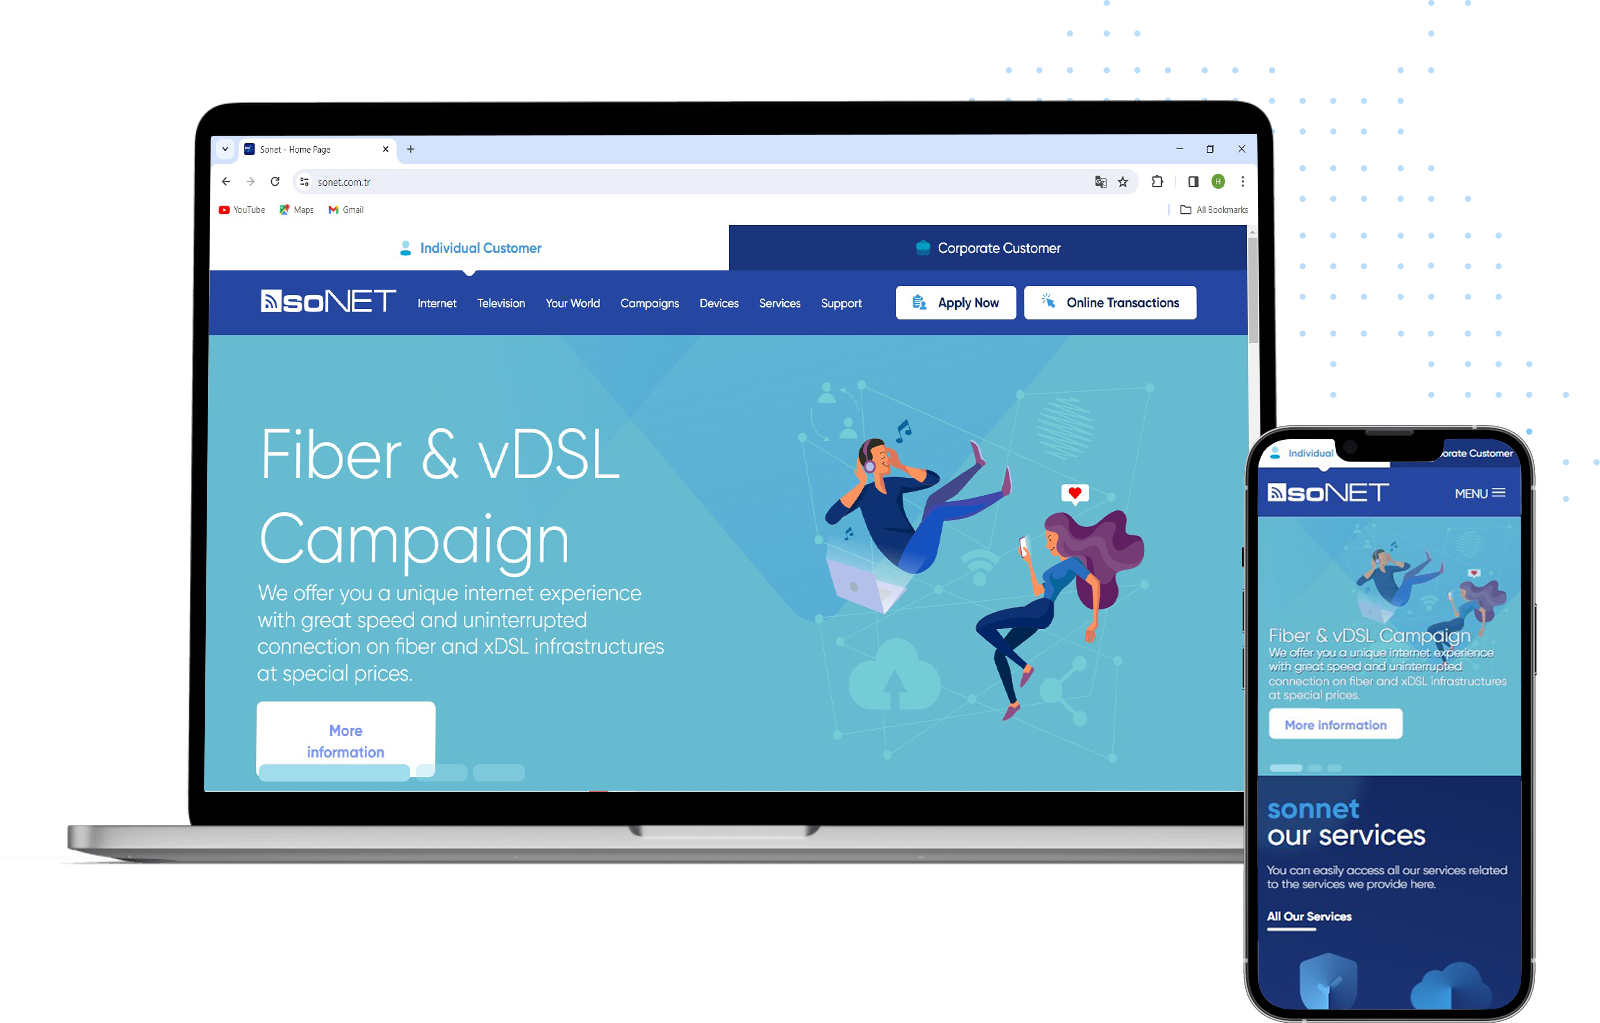 Sonet - Home Page
sonet.com.tr
YouTube Maps Gmail All Bookmarks
H
Individual Customer Corporate Customer
soNET Internet Television Your World Campaigns Devices Services Support Apply Now Online Transactions
Fiber & vDSL
Campaign
We offer you a unique internet experience
with great speed and uninterrupted
connection on fiber and xDSL infrastructures
at special prices.
More
information
Individual orate Customer
soNET MENU
Fiber & vDSL Campaign
We offer you a unique internet experience
with great speed and uninterrupted
connection on fiber and xDSL infrastructures
at special prices.
More information
sonnet
our services
You can easily access all our services related
to the services we provide here.
All Our Services